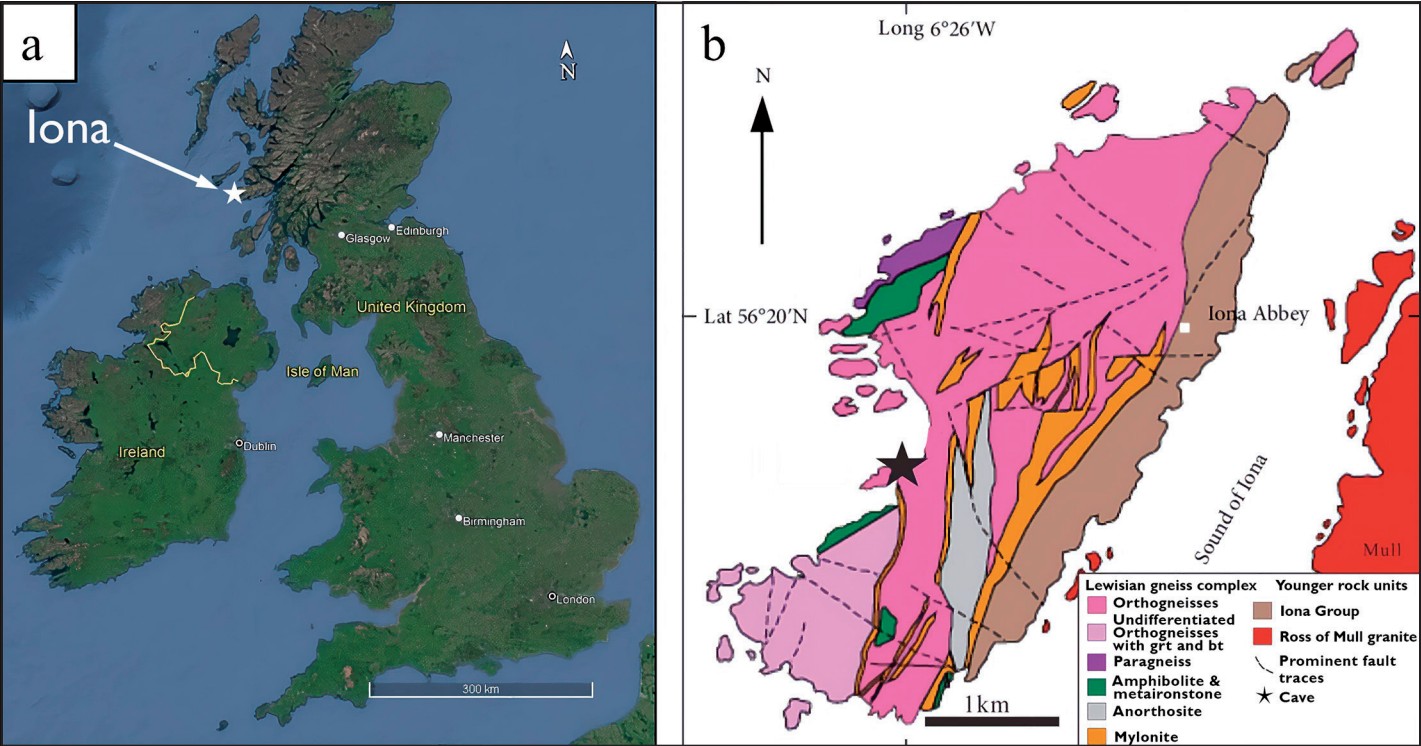 a
N
Iona
Glasgow
Edinburgh
United Kingdom
Isle of Man
Ireland
Dublin
Manchester
Birmingham
London
300 km
b
Long 6°26'W
N
Lat 56°20'N
Iona Abbey
Sound of Iona
Mull
1km
Lewisian gneiss complex
Orthogneisses
Undifferentiated
Orthogneisses
with grt and bt
Paragneiss
Amphibolite &
metaironstone
Anorthosite
Mylonite
Younger rock units
Iona Group
Ross of Mull granite
Prominent fault
traces
Cave